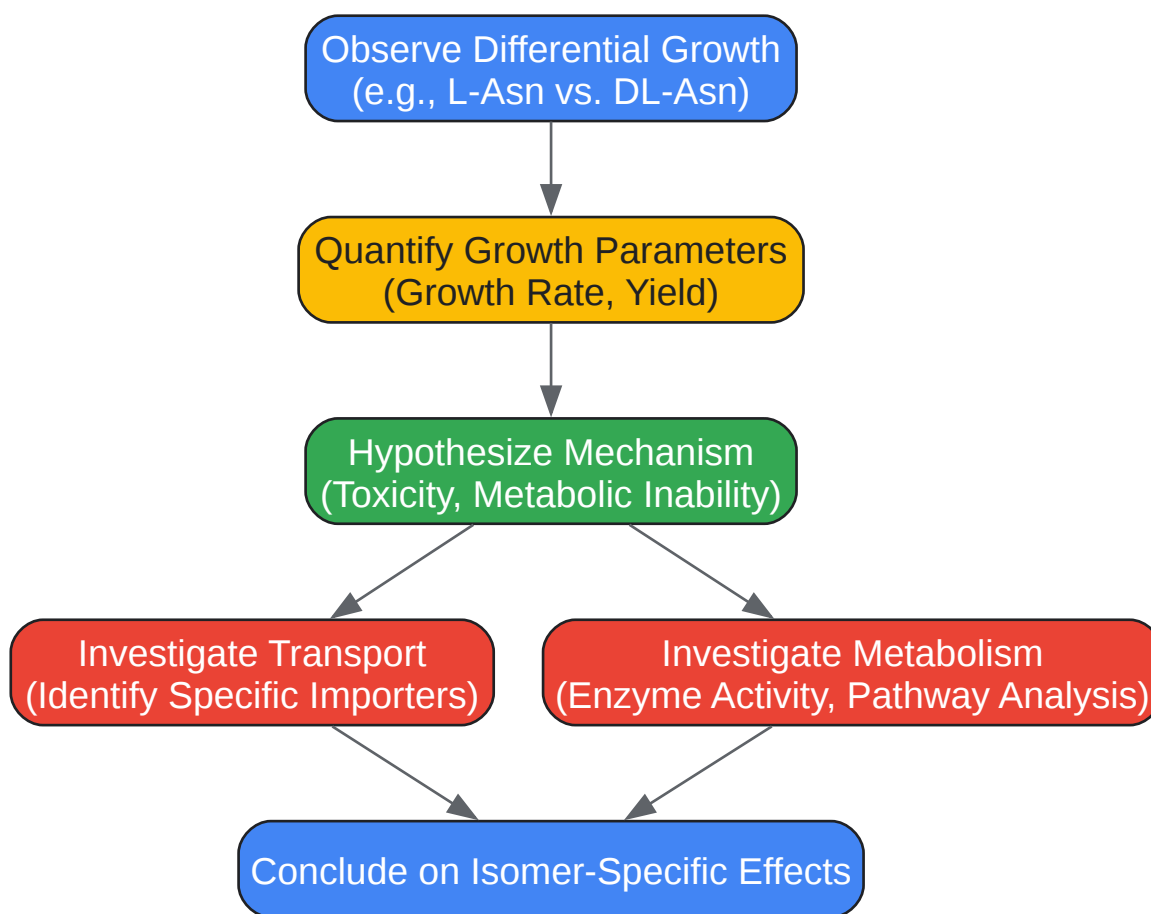 Observe Differential Growth
(e.g., L-Asn vs. DL-Asn)
Quantify Growth Parameters
(Growth Rate, Yield)
Hypothesize Mechanism
(Toxicity, Metabolic Inability)
Investigate Transport
(Identify Specific Importers)
Investigate Metabolism
(Enzyme Activity, Pathway Analysis)
Conclude on Isomer-Specific Effects